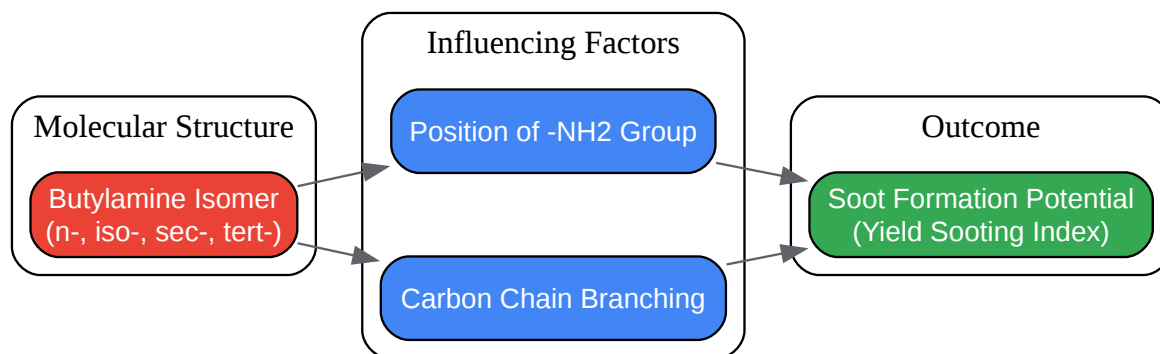 Molecular Structure
Butylamine Isomer
(n-, iso-, sec-, tert-)
Influencing Factors
Position of -NH2 Group
Carbon Chain Branching
Outcome
Soot Formation Potential
(Yield Sooting Index)